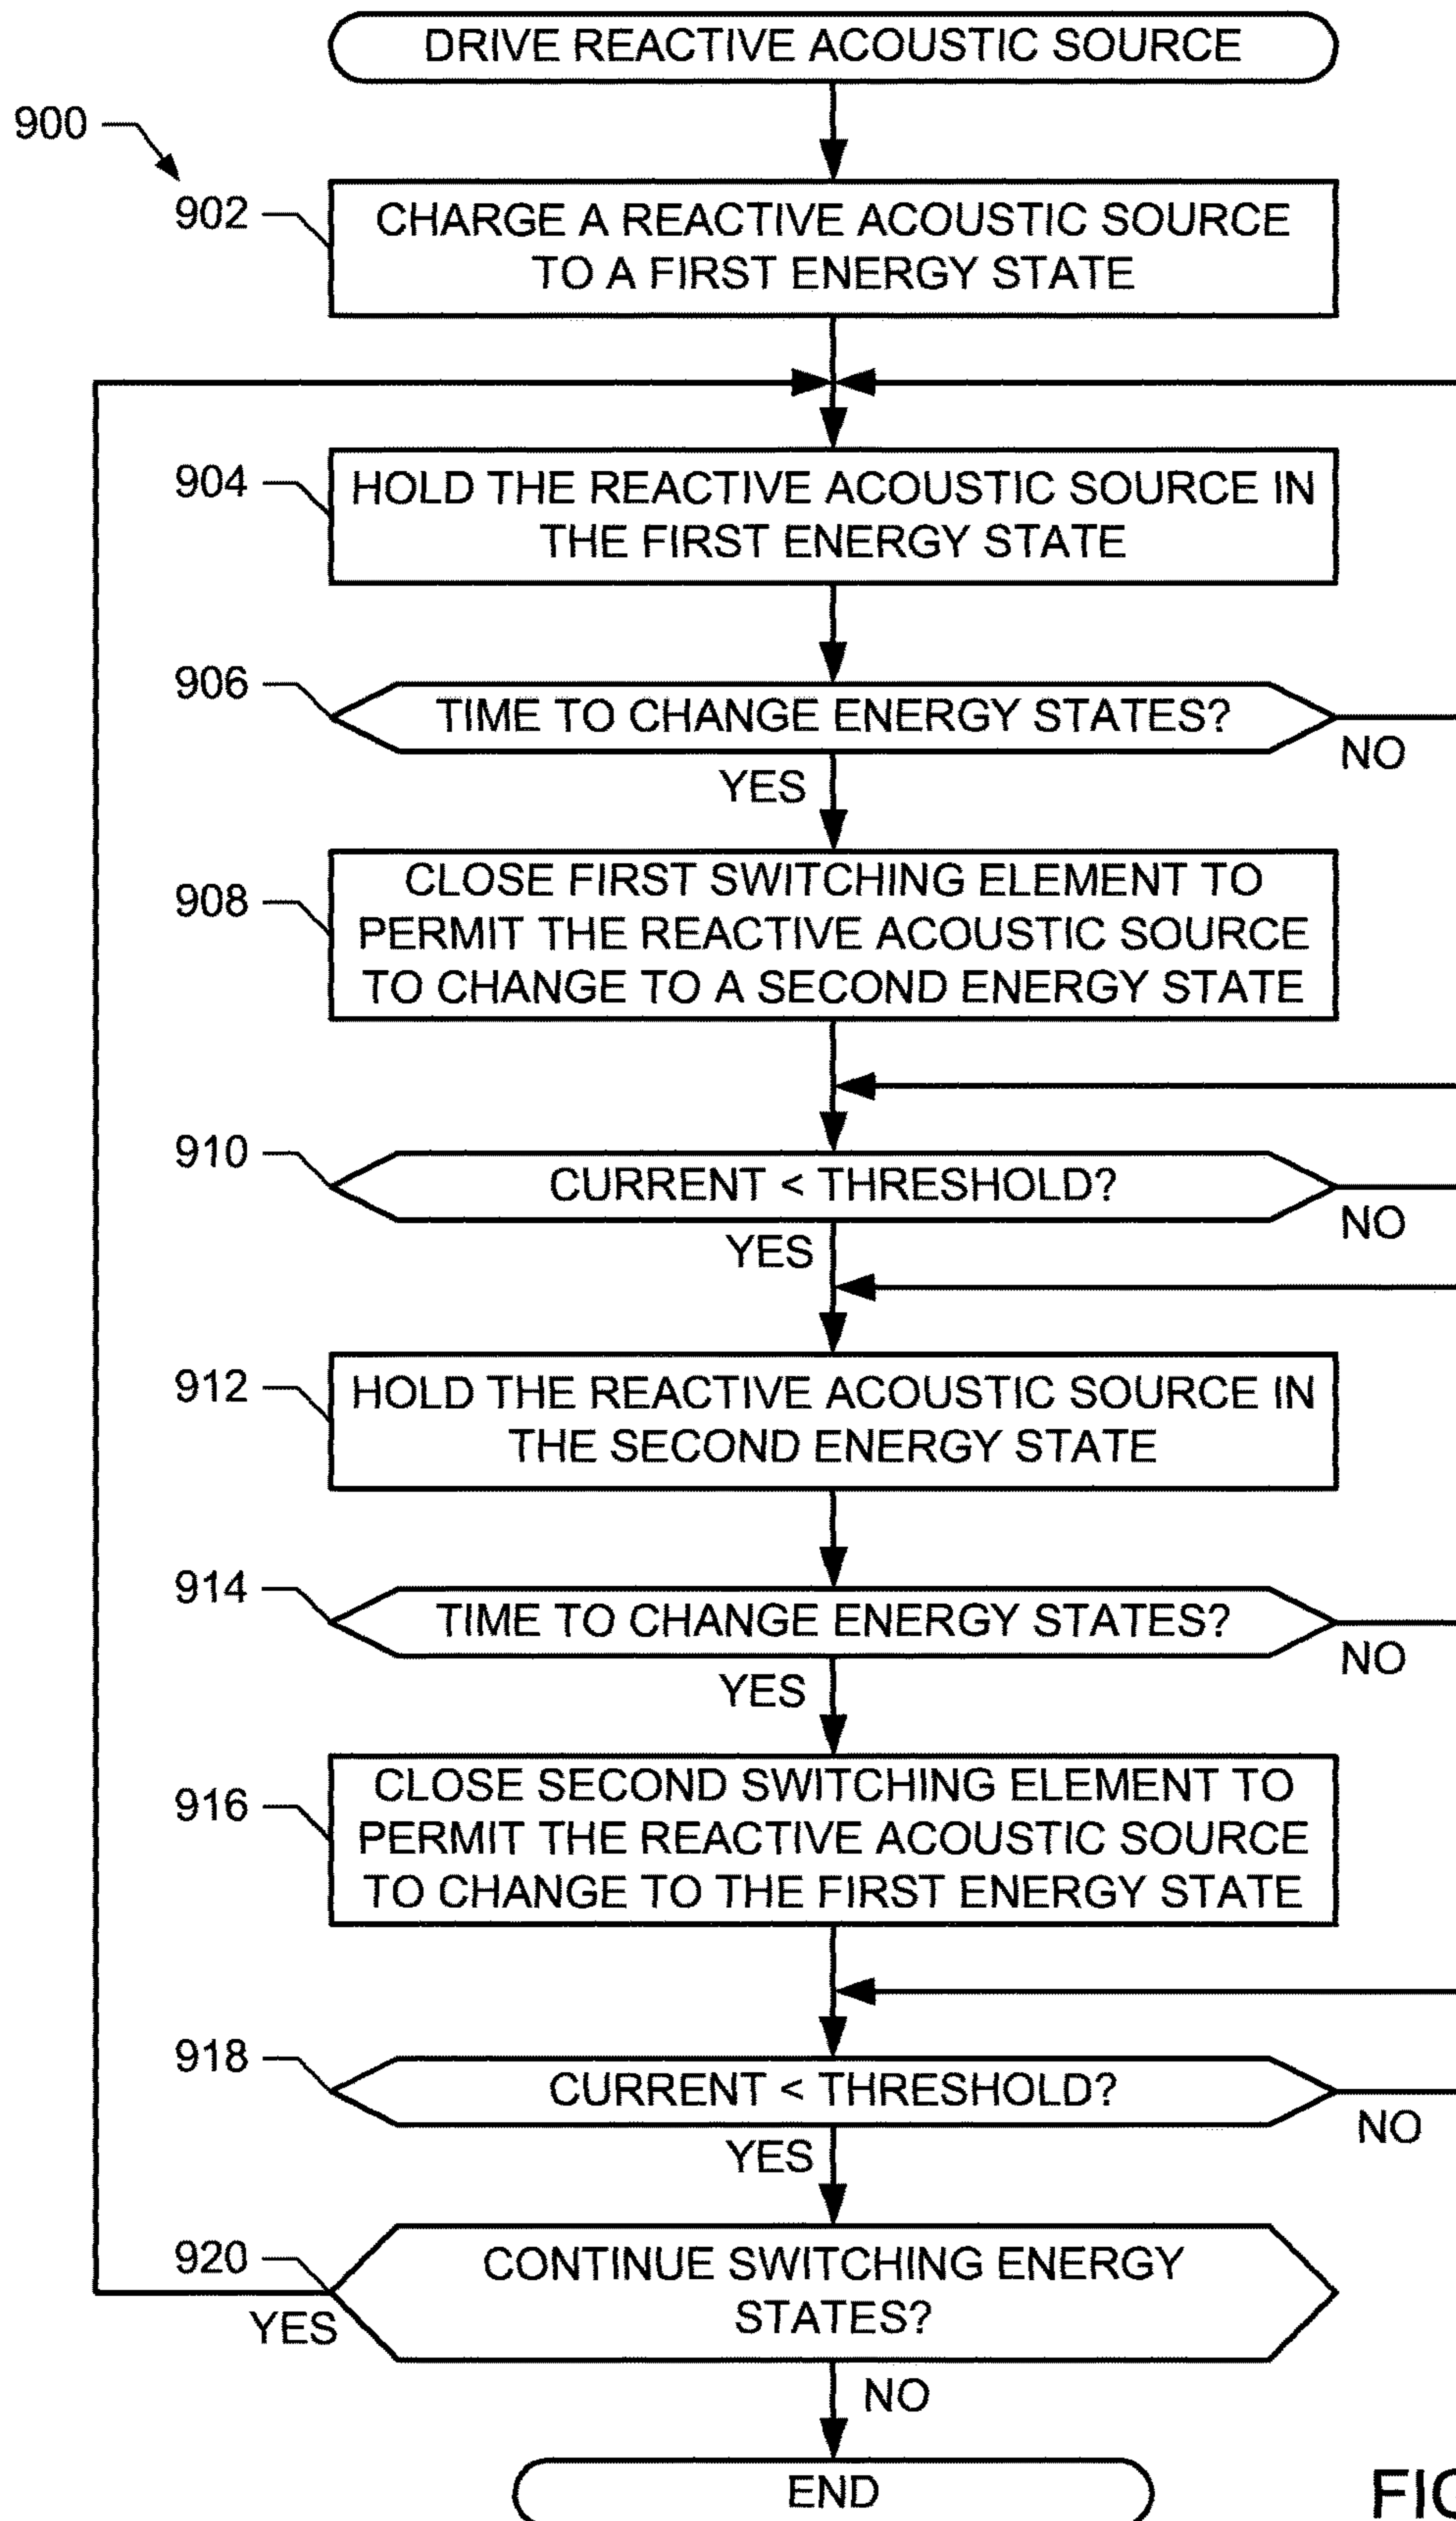 DRIVE REACTIVE ACOUSTIC SOURCE
900
902
CHARGE A REACTIVE ACOUSTIC SOURCE
TO A FIRST ENERGY STATE
904
HOLD THE REACTIVE ACOUSTIC SOURCE IN
THE FIRST ENERGY STATE
906
TIME TO CHANGE ENERGY STATES?
NO
YES
908
CLOSE FIRST SWITCHING ELEMENT TO
PERMIT THE REACTIVE ACOUSTIC SOURCE
TO CHANGE TO A SECOND ENERGY STATE
910
CURRENT < THRESHOLD?
NO
YES
912
HOLD THE REACTIVE ACOUSTIC SOURCE IN
THE SECOND ENERGY STATE
914
TIME TO CHANGE ENERGY STATES?
NO
YES
916
CLOSE SECOND SWITCHING ELEMENT TO
PERMIT THE REACTIVE ACOUSTIC SOURCE
TO CHANGE TO THE FIRST ENERGY STATE
918
CURRENT < THRESHOLD?
NO
YES
920
CONTINUE SWITCHING ENERGY
STATES?
YES
NO
END